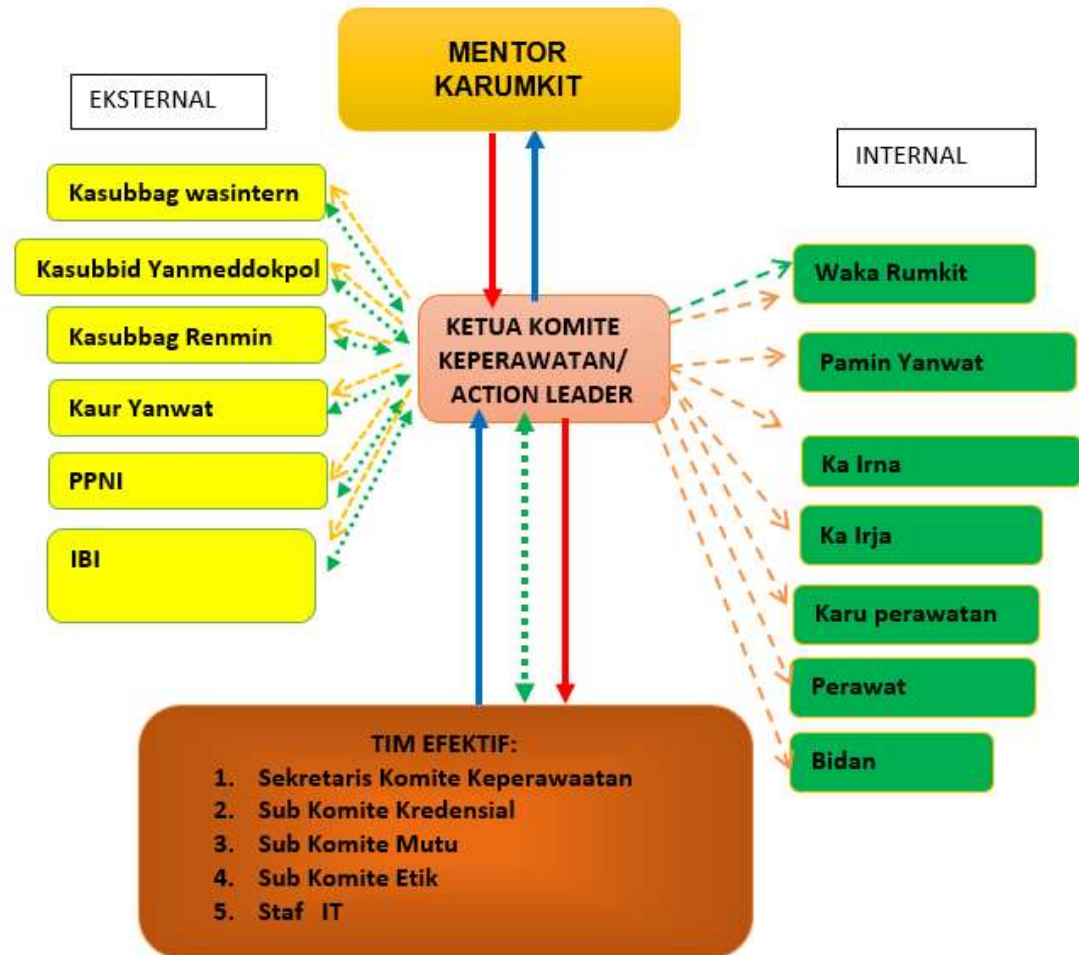 MENTOR
KARUMKIT
EKSTERNAL
INTERNAL
Kasubbag wasintern
Kasubbid Yanmeddokpol
Kasubbag Renmin
Kaur Yanwat
PPNI
IBI
KETUA KOMITE
KEPERAWATAN/
ACTION LEADER
Waka Rumkit
Pamin Yanwat
Ka Irna
Ka Irja
Karu perawatan
Perawat
Bidan
TIM EFEKTIF:
1. Sekretaris Komite Keperawaatan
2. Sub Komite Kredensial
3. Sub Komite Mutu
4. Sub Komite Etik
5. Staf IT